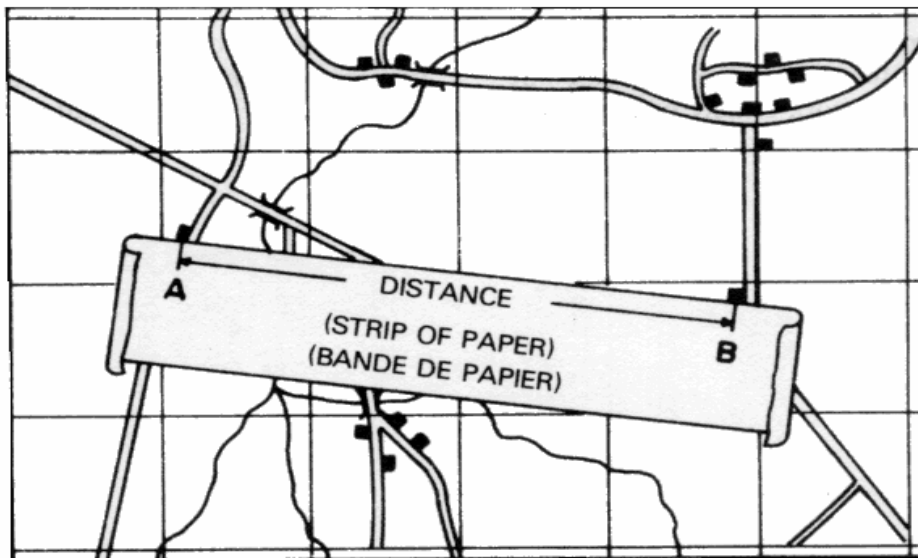 DISTANCE
A
B
(STRIP OF PAPER)
(BANDE DE PAPIER)